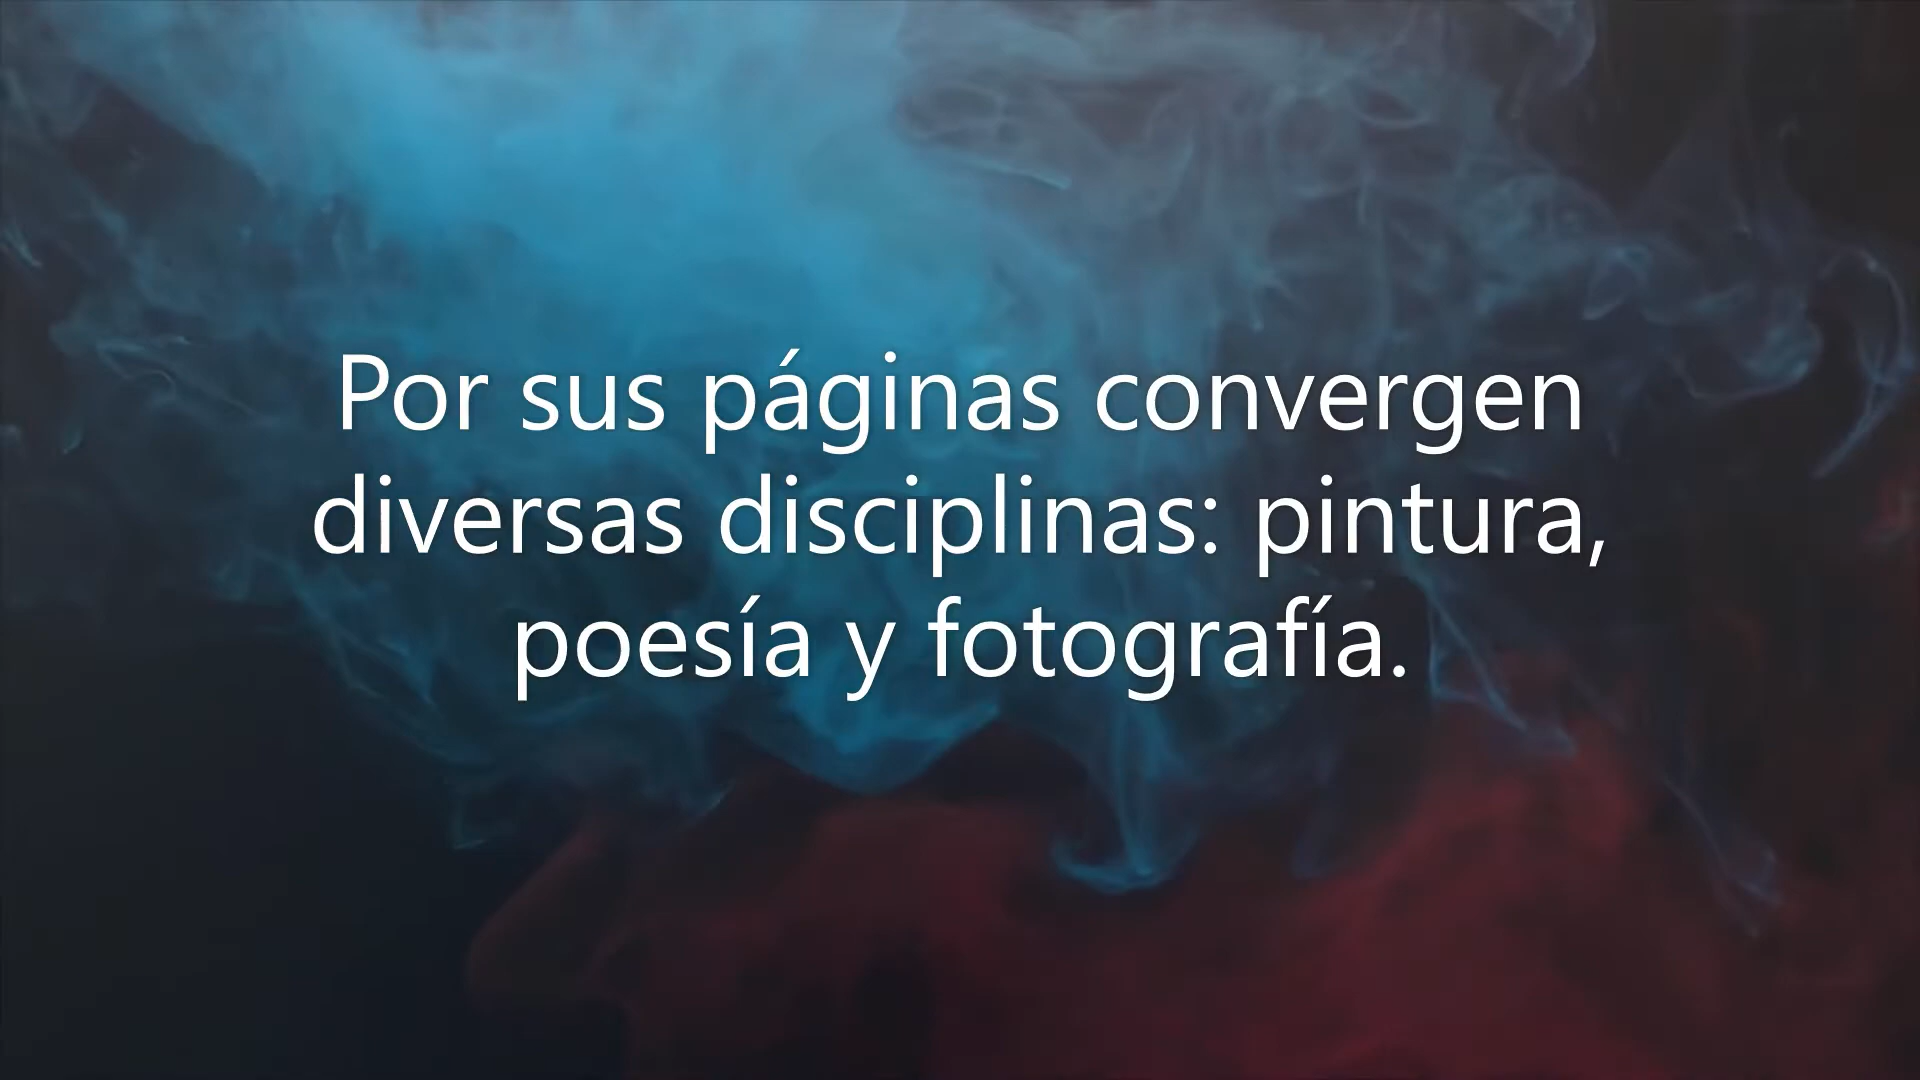 Por sus páginas convergen
diversas disciplinas: pintura,
poesía y fotografía.